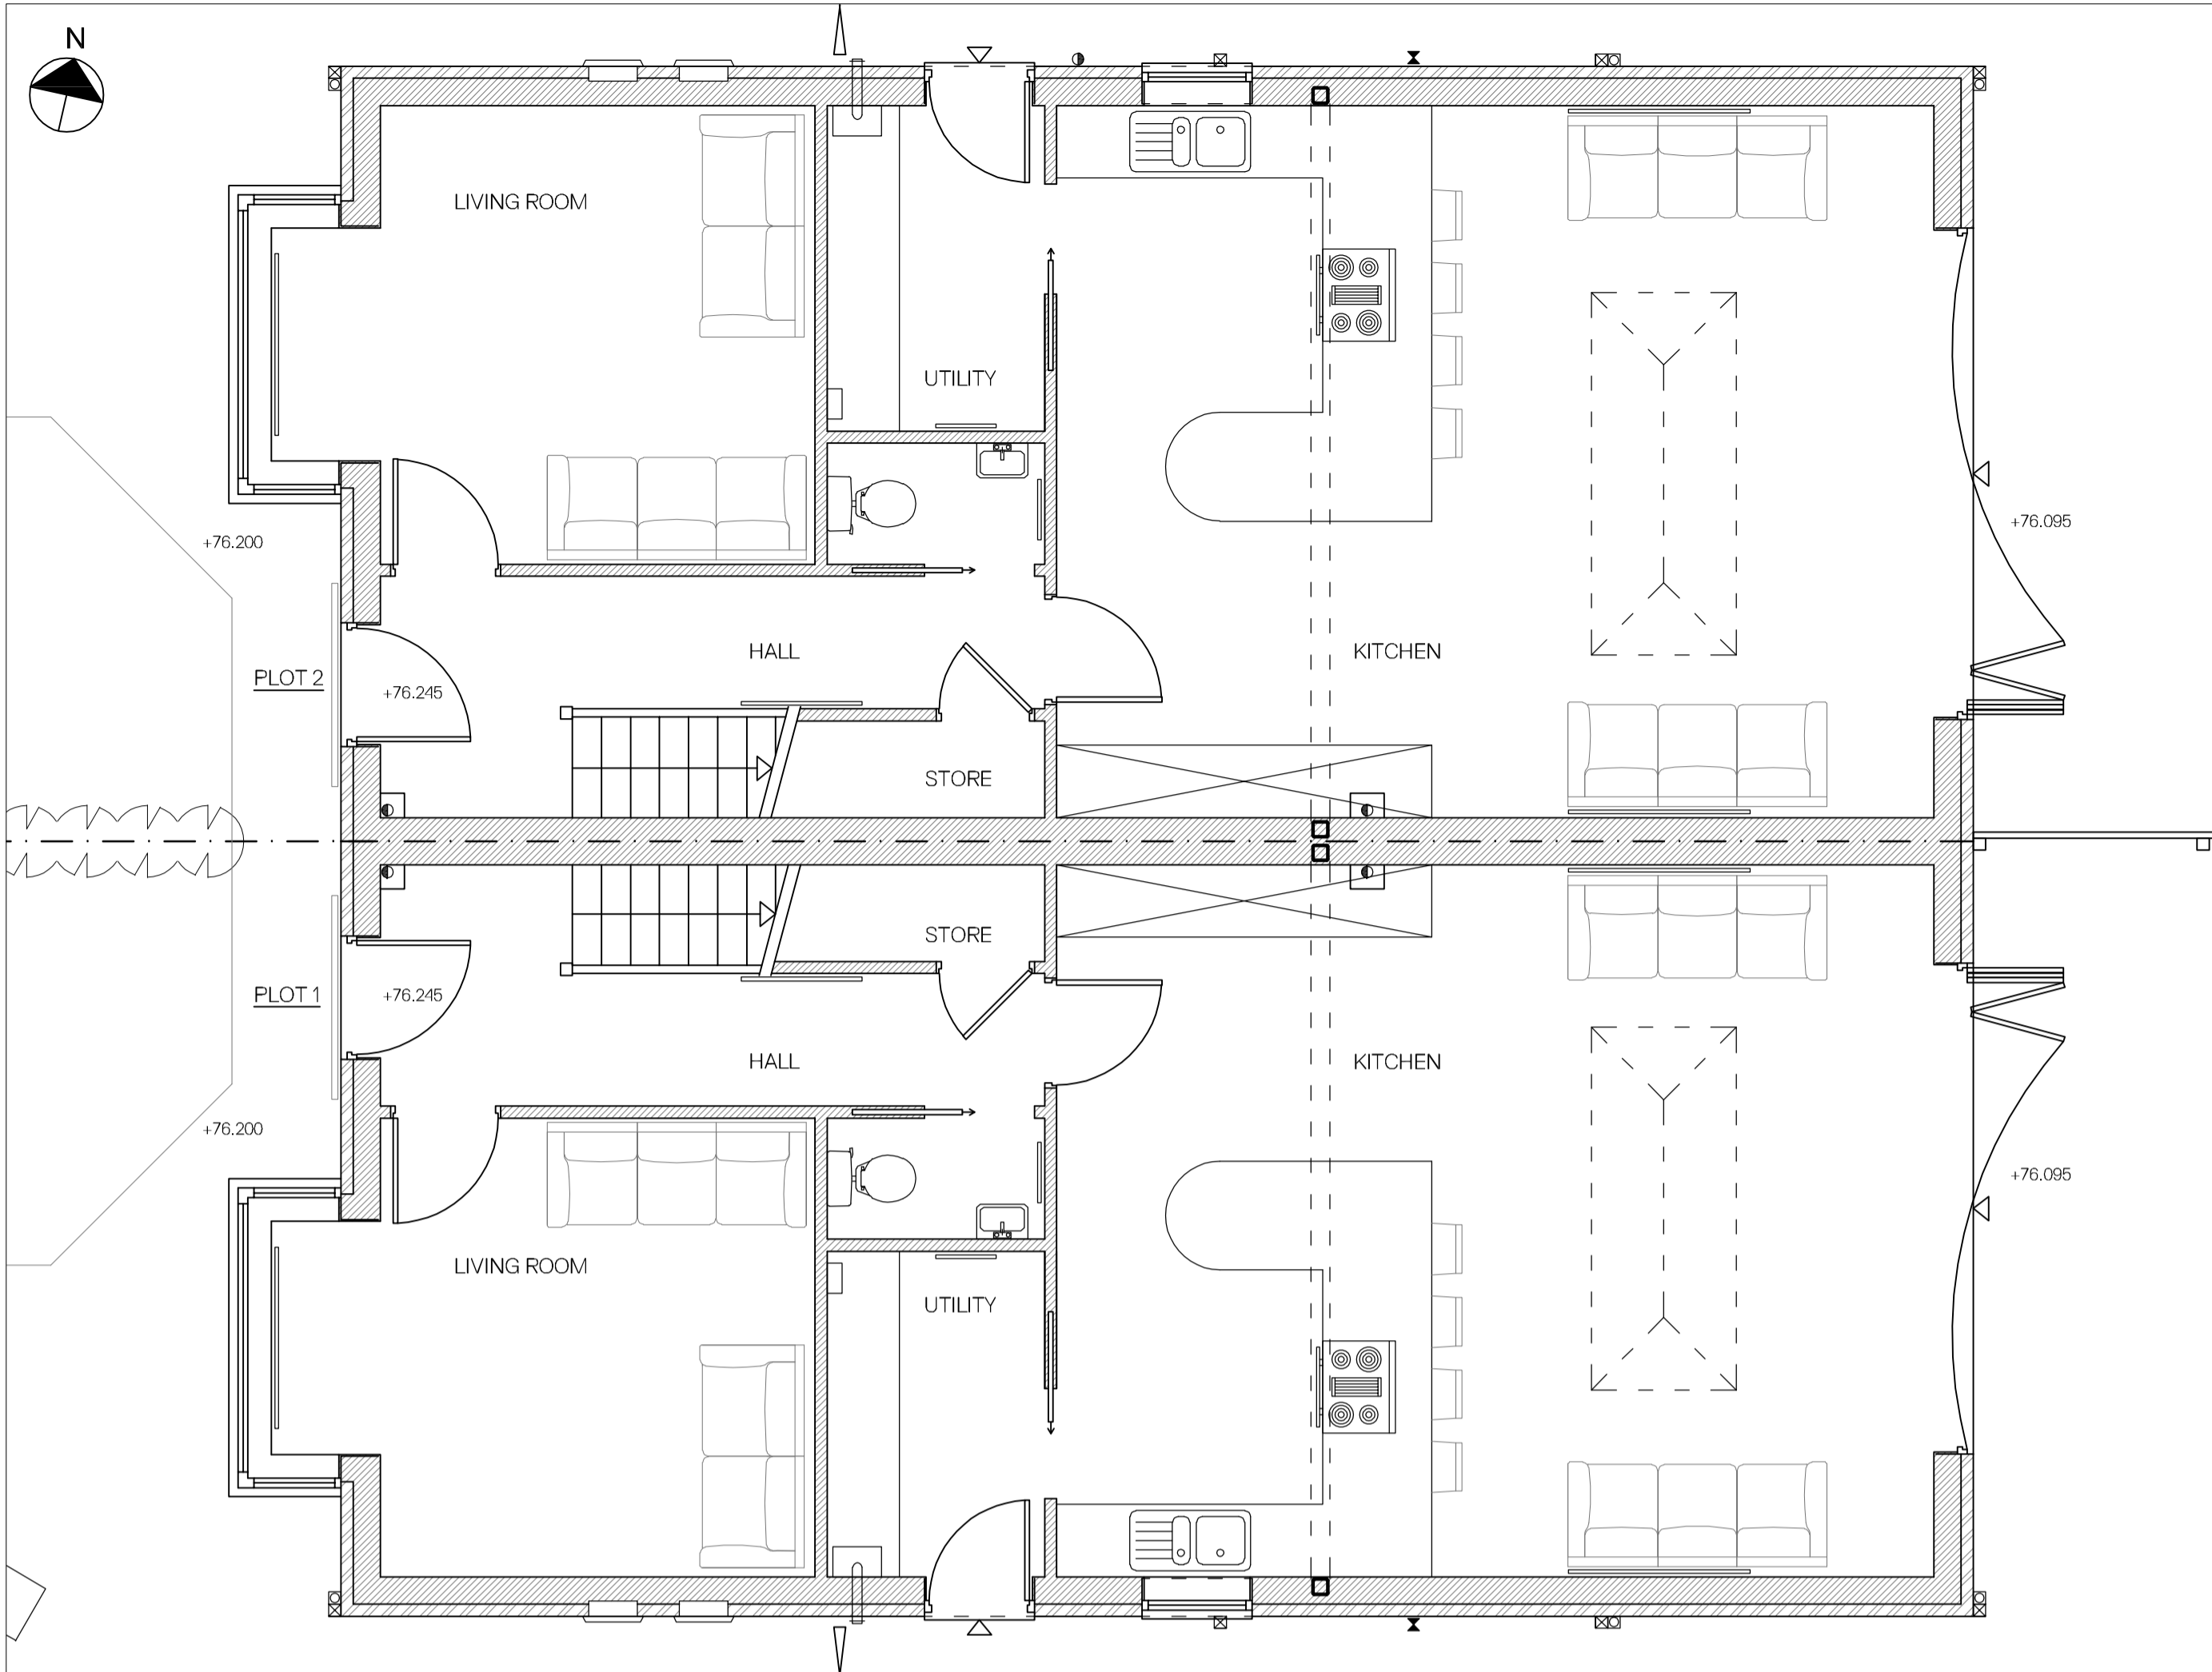 N
LIVING ROOM
UTILITY
+76.200
+76.095
HALL
KITCHEN
PLOT 2
+76.245
STORE
STORE
PLOT 1
+76.245
HALL
KITCHEN
+76.200
+76.095
LIVING ROOM
UTILITY